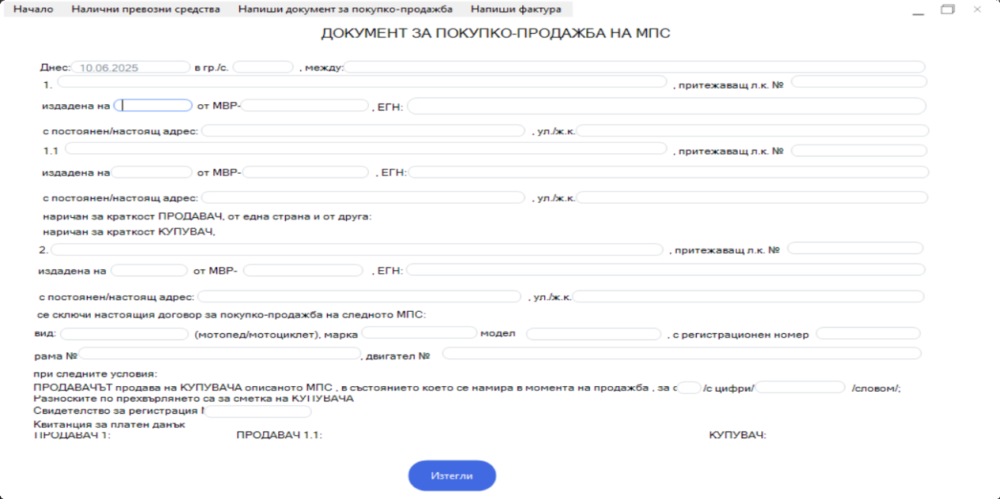 Начало Налични превозни средства Напиши документ за покупко-продажба Напиши фактура
ДОКУМЕНТ ЗА ПОКУПКО-ПРОДАЖБА НА МПС
Днес: 10.06.2025 в гр./с. , между:
1. , притежаващ л.к. №
издадена на от МВР- , ЕГН:
с постоянен/настоящ адрес: , ул./ж.к.
1.1 , притежаващ л.к. №
издадена на от МВР- , ЕГН:
с постоянен/настоящ адрес: , ул./ж.к.
наричан за краткост ПРОДАВАЧ, от една страна и от друга:
наричан за краткост КУПУВАЧ,
2. , притежаващ л.к. №
издадена на от МВР- , ЕГН:
с постоянен/настоящ адрес: , ул./ж.к.
се сключи настоящия договор за покупко-продажба на следното МПС:
вид: (мотопед/мотоциклет), марка модел , с регистрационен номер
рама № , двигател №
при следните условия:
ПРОДАВАЧЪТ продава на КУПУВАЧА описаното МПС , в състоянието което се намира в момента на продажба , за /с цифри/ /словом/;
Разноските по прехвърлянето са за сметка на КУПУВАЧА
Свидетелство за регистрация
Квитанция за платен данък
ПРОДАВАЧ 1: ПРОДАВАЧ 1.1: КУПУВАЧ:
Изтегли